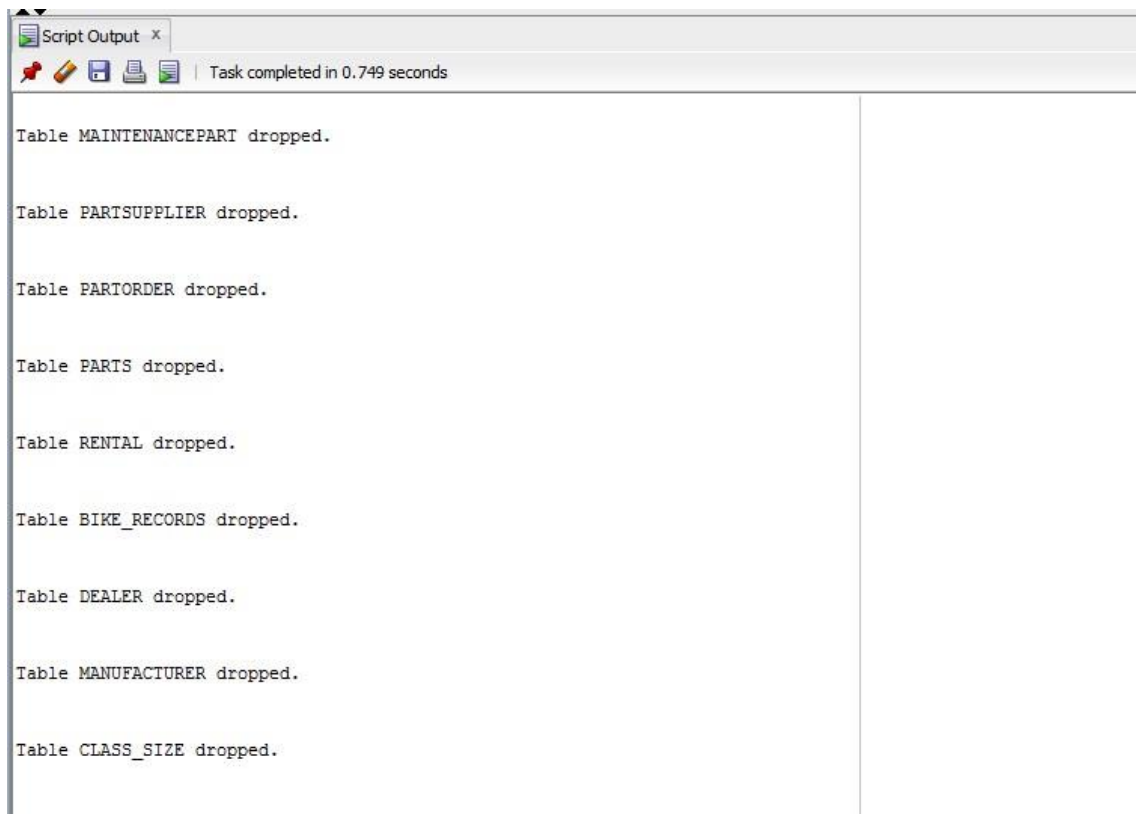 Script Output x
Task completed in 0.749 seconds
Table MAINTENANCEPART dropped.
Table PARTSUPPLIER dropped.
Table PARTORDER dropped.
Table PARTS dropped.
Table RENTAL dropped.
Table BIKE_RECORDS dropped.
Table DEALER dropped.
Table MANUFACTURER dropped.
Table CLASS_SIZE dropped.